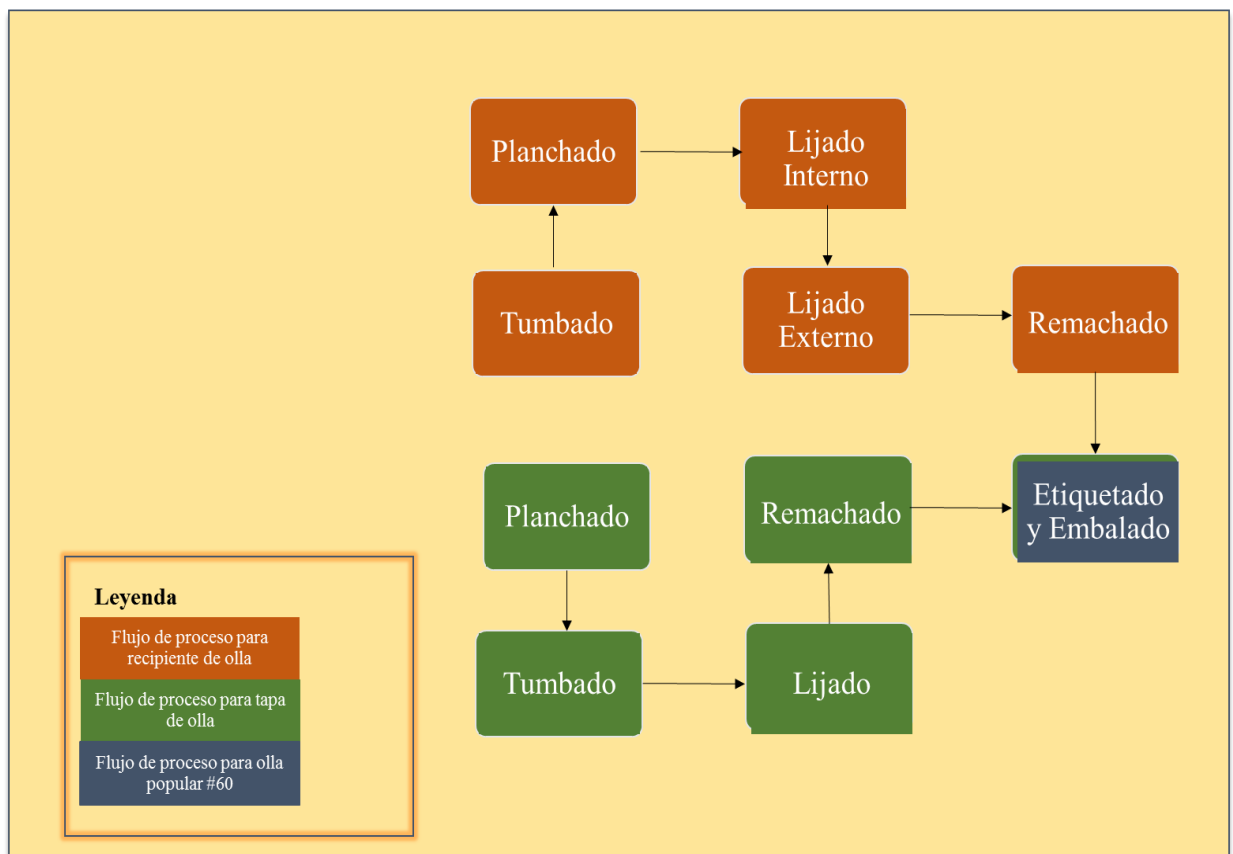 Planchado
Lijado
Interno
Tumbado
Lijado
Externo
Remachado
Planchado
Remachado
Etiquetado
y Embalado
Tumbado
Lijado
Leyenda
Flujo de proceso para
recipiente de olla
Flujo de proceso para tapa
de olla
Flujo de proceso para olla
popular #60